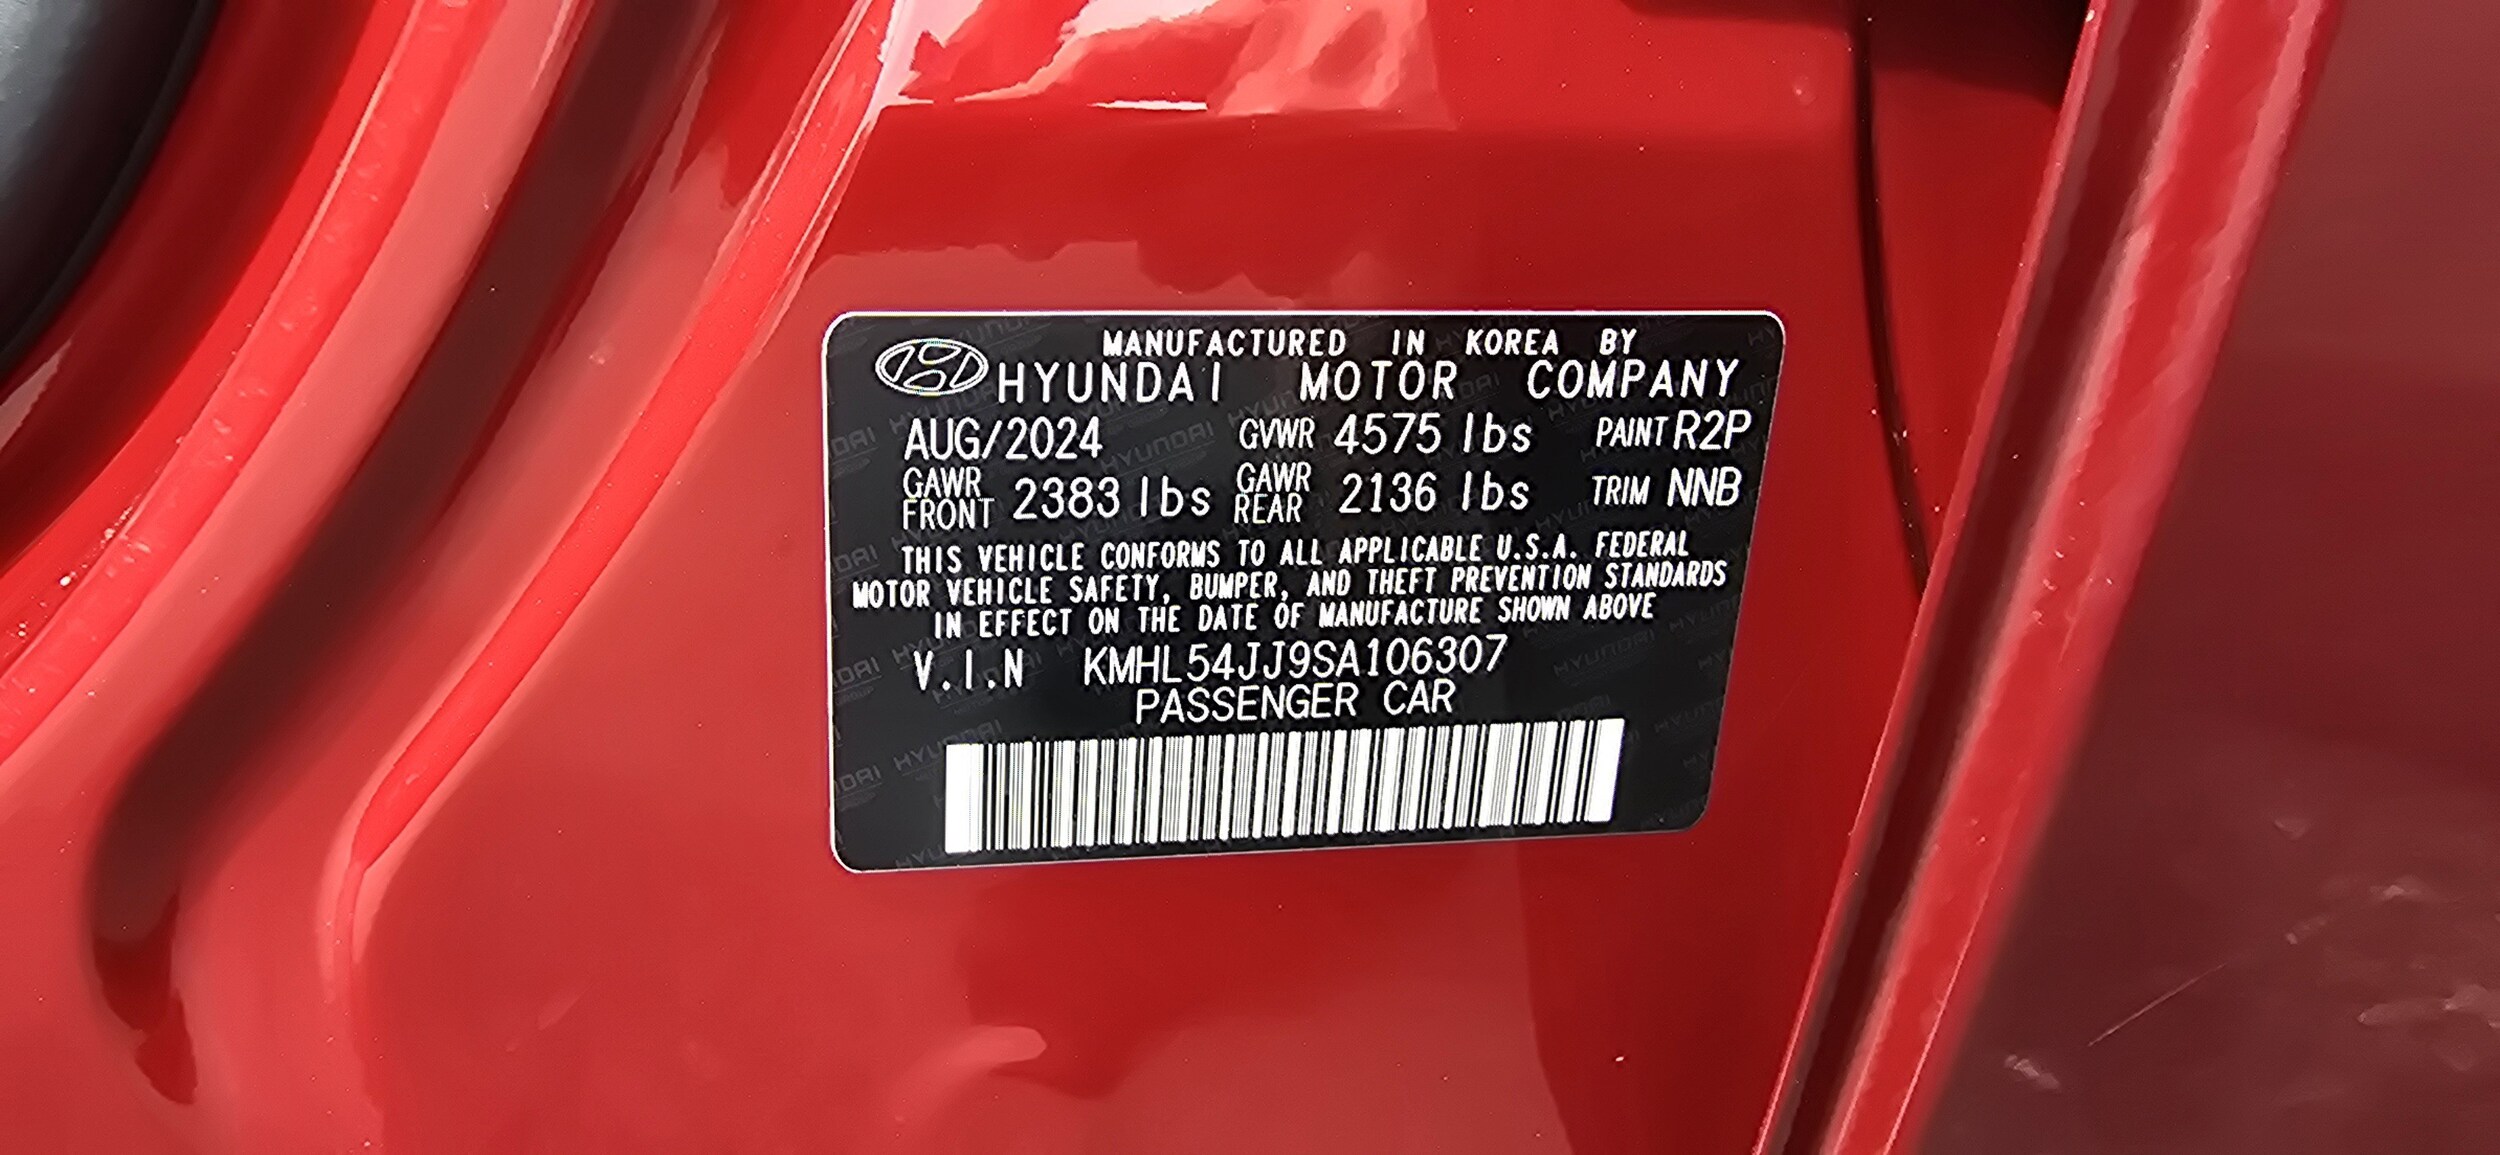 MANUFACTURED IN KOREA BY
HYUNDAI MOTOR COMPANY
AUG/2024 GVWR 4575 lbs PAINT R2P
GAWR FRONT 2383 lbs GAWR REAR 2136 lbs TRIM NNB
THIS VEHICLE CONFORMS TO ALL APPLICABLE U.S.A. FEDERAL
MOTOR VEHICLE SAFETY, BUMPER, AND THEFT PREVENTION STANDARDS
IN EFFECT ON THE DATE OF MANUFACTURE SHOWN ABOVE
V.I.N KMHL54JJ9SA106307
PASSENGER CAR